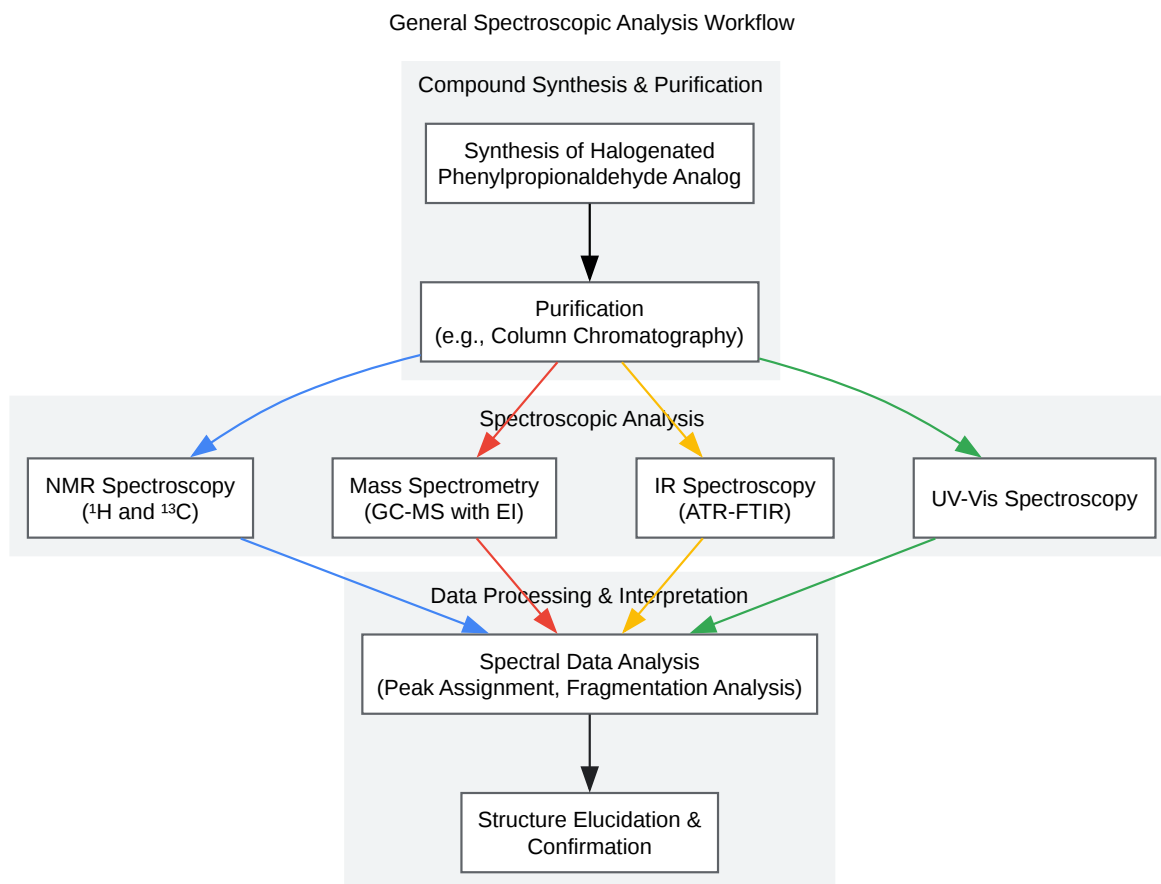 General Spectroscopic Analysis Workflow
Compound Synthesis & Purification
Synthesis of Halogenated
Phenylpropionaldehyde Analog
Purification
(e.g., Column Chromatography)
Spectroscopic Analysis
NMR Spectroscopy
(¹H and ¹³C)
Mass Spectrometry
(GC-MS with EI)
IR Spectroscopy
(ATR-FTIR)
UV-Vis Spectroscopy
Data Processing & Interpretation
Spectral Data Analysis
(Peak Assignment, Fragmentation Analysis)
Structure Elucidation &
Confirmation